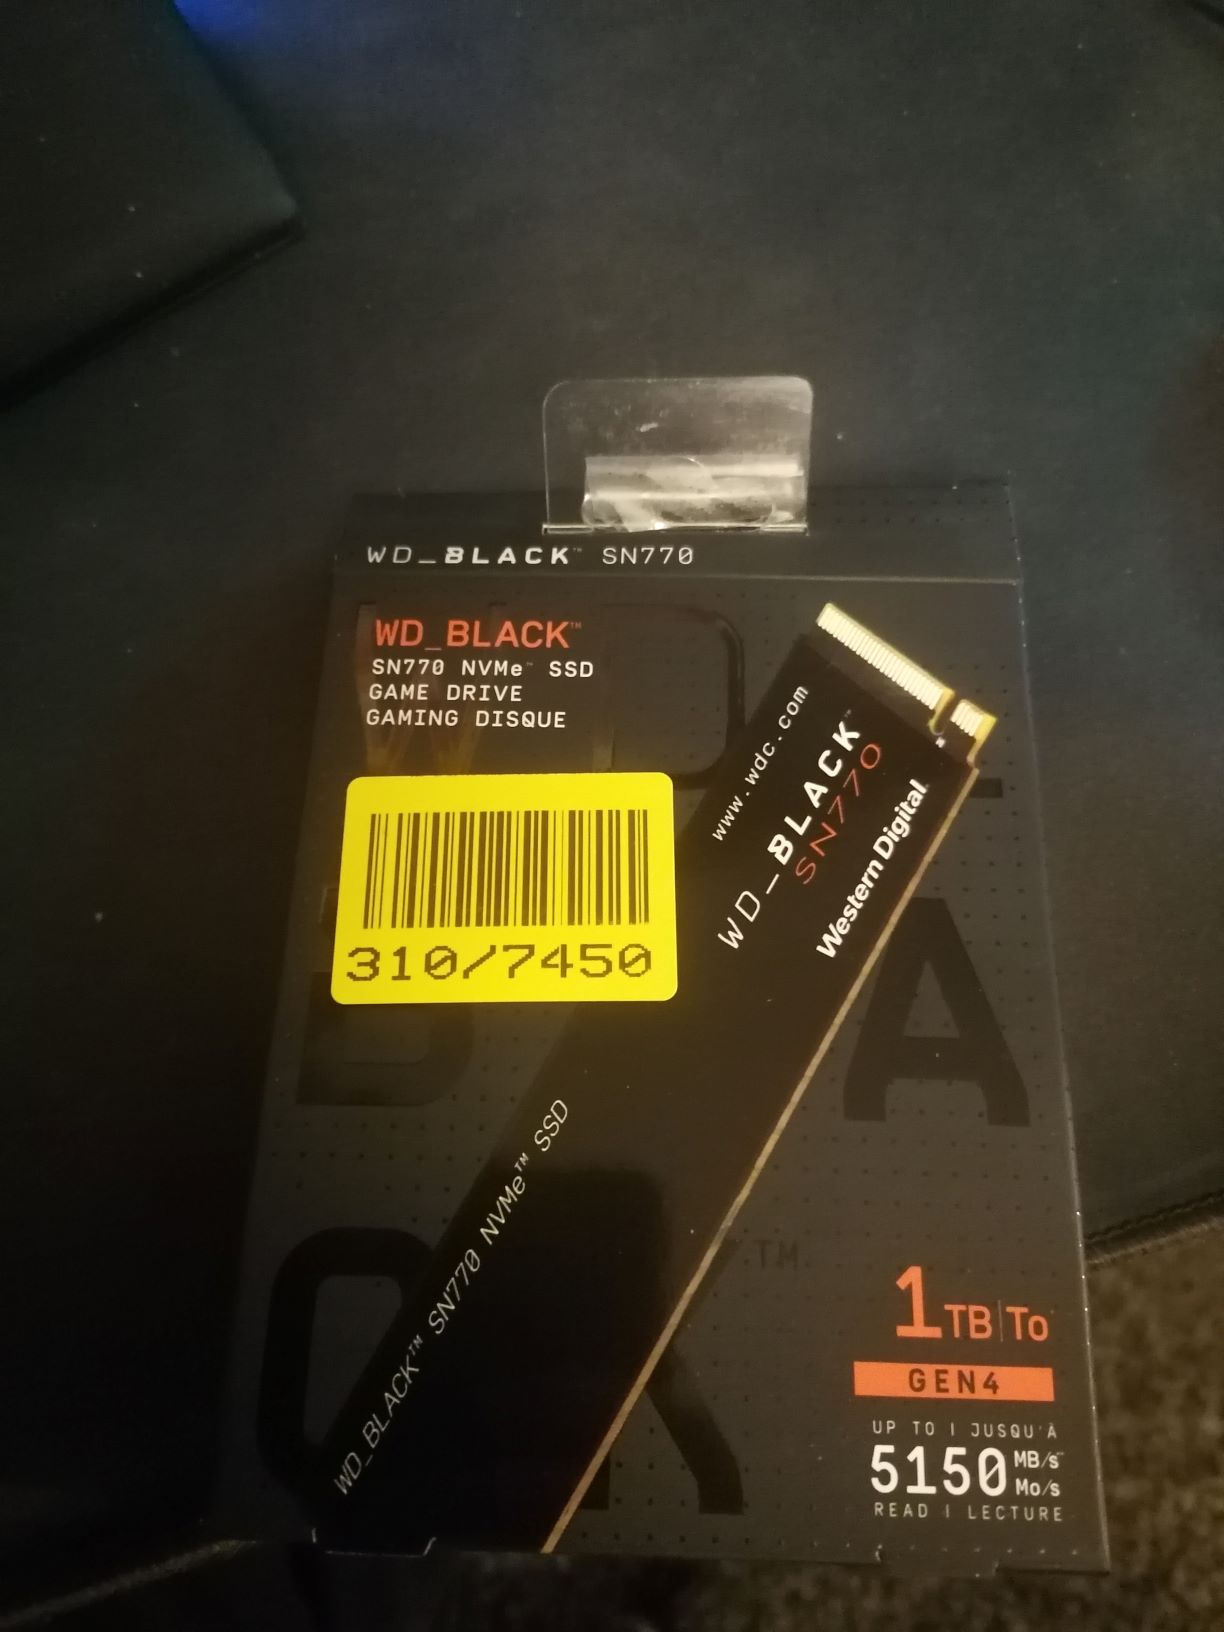 WD_BLACK™ SN770
WD_BLACK™
SN770 NVMe™ SSD
GAME DRIVE
GAMING DISQUE
www.wdc.com
WD_BLACK™
SN770
Western Digital
310/7450
WD_BLACK™ SN770 NVMe™ SSD
1TB|To
GEN4
UP TO | JUSQU'À
5150 MB/s**
Mo/s
READ | LECTURE